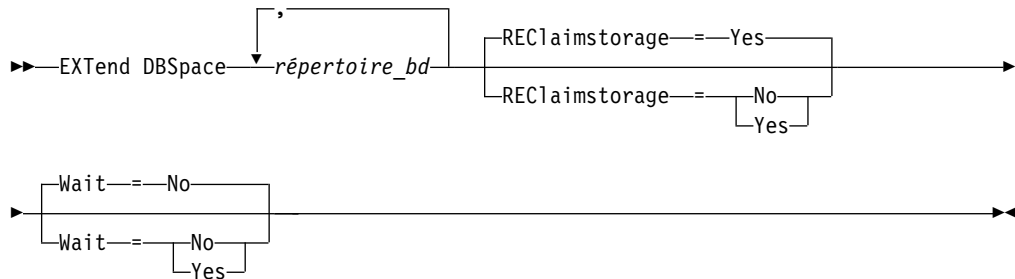 ,
EXTend DBSpace répertoire_bd REClaimstorage = Yes
REClaimstorage = No
Yes
Wait = No
Wait = No
Yes